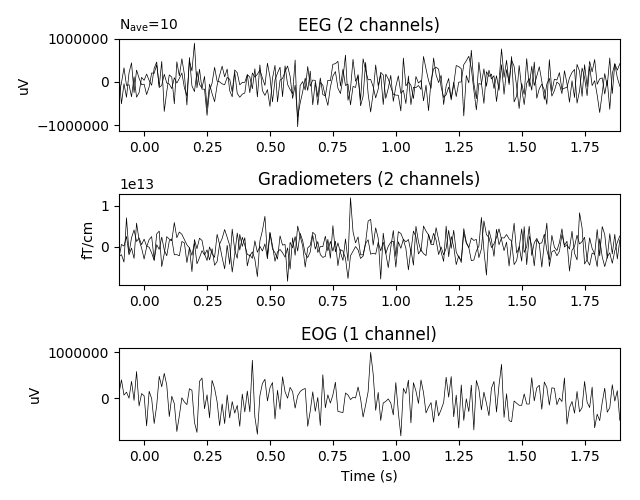 N_ave=10
EEG (2 channels)
1000000
0
−1000000
uV
0.00 0.25 0.50 0.75 1.00 1.25 1.50 1.75
1e13
Gradiometers (2 channels)
1
0
fT/cm
0.00 0.25 0.50 0.75 1.00 1.25 1.50 1.75
EOG (1 channel)
1000000
0
uV
0.00 0.25 0.50 0.75 1.00 1.25 1.50 1.75
Time (s)